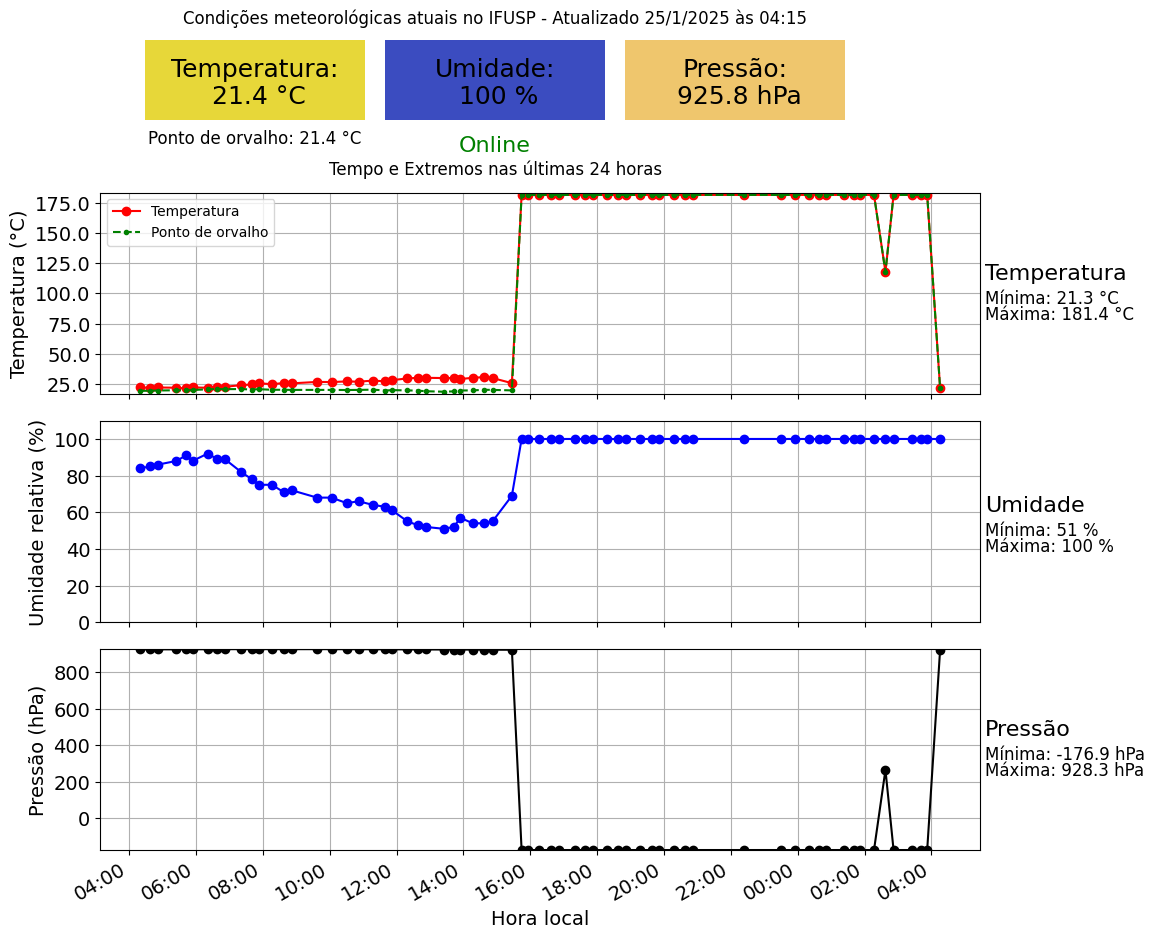 Condições meteorológicas atuais no IFUSP - Atualizado 25/1/2025 às 04:15
Temperatura:
21.4 °C
Umidade:
100 %
Pressão:
925.8 hPa
Ponto de orvalho: 21.4 °C
Online
Tempo e Extremos nas últimas 24 horas
Temperatura (°C)
175.0
150.0
125.0
100.0
75.0
50.0
25.0
Temperatura
Ponto de orvalho
Temperatura
Mínima: 21.3 °C
Máxima: 181.4 °C
Umidade relativa (%)
100
80
60
40
20
0
Umidade
Mínima: 51 %
Máxima: 100 %
Pressão (hPa)
800
600
400
200
0
Pressão
Mínima: -176.9 hPa
Máxima: 928.3 hPa
04:00 06:00 08:00 10:00 12:00 14:00 16:00 18:00 20:00 22:00 00:00 02:00 04:00
Hora local